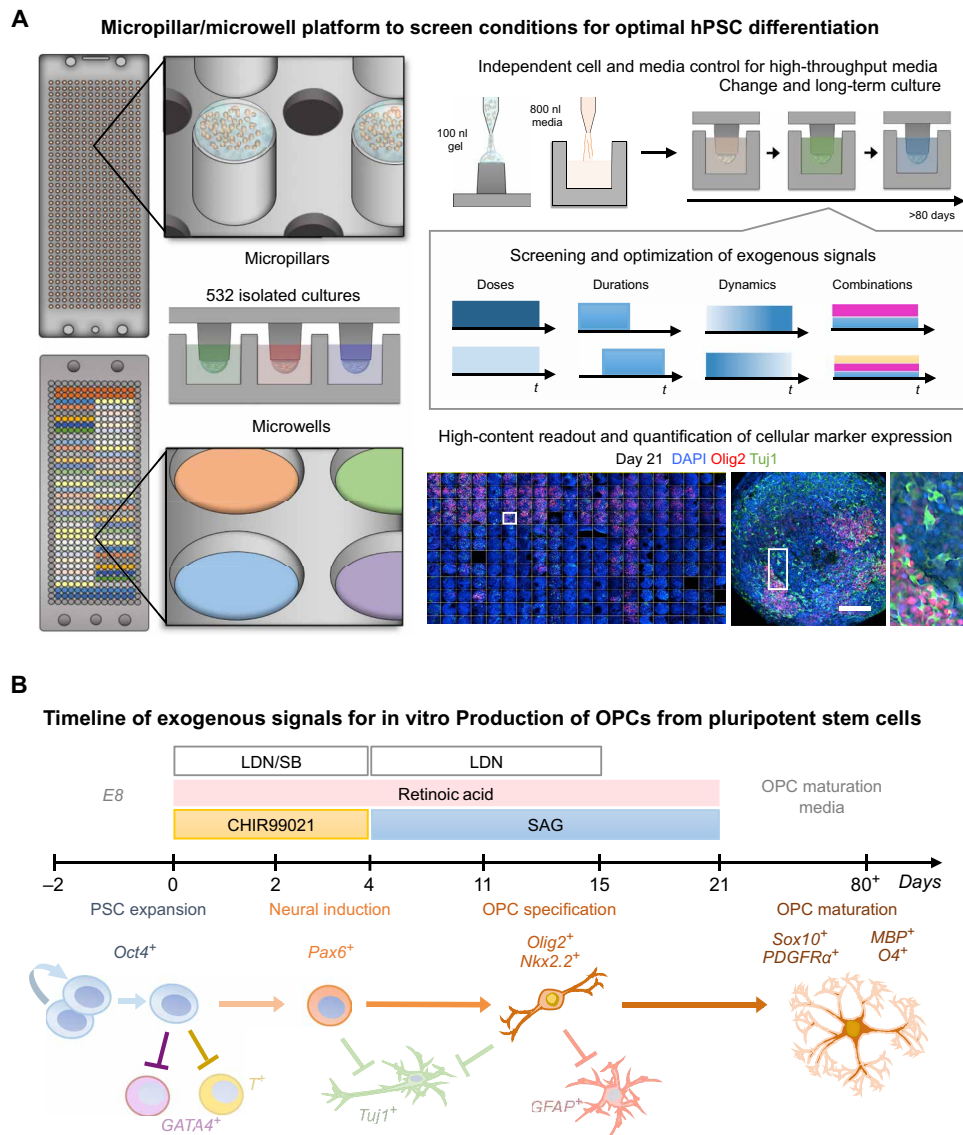 A
Micropillar/microwell platform to screen conditions for optimal hPSC differentiation
Independent cell and media control for high-throughput media
Change and long-term culture
100 nl
gel
800 nl
media
>80 days
Micropillars
532 isolated cultures
Microwells
Screening and optimization of exogenous signals
Doses
Durations
Dynamics
Combinations
t
t
t
t
High-content readout and quantification of cellular marker expression
Day 21 DAPI Olig2 Tuj1
B
Timeline of exogenous signals for in vitro Production of OPCs from pluripotent stem cells
LDN/SB
LDN
E8
Retinoic acid
OPC maturation
media
CHIR99021
SAG
–2
0
2
4
11
15
21
80+
Days
PSC expansion
Neural induction
OPC specification
OPC maturation
Oct4+
Pax6+
Olig2+
Nkx2.2+
Sox10+
PDGFRα+
MBP+
O4+
T+
GATA4+
Tuj1+
GFAP+